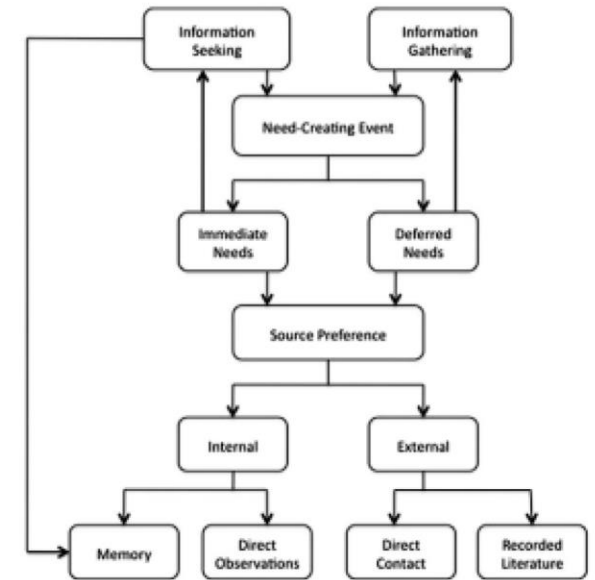 Information
Seeking
Information
Gathering
Need-Creating Event
Immediate
Needs
Deferred
Needs
Source Preference
Internal
External
Memory
Direct
Observations
Direct
Contact
Recorded
Literature